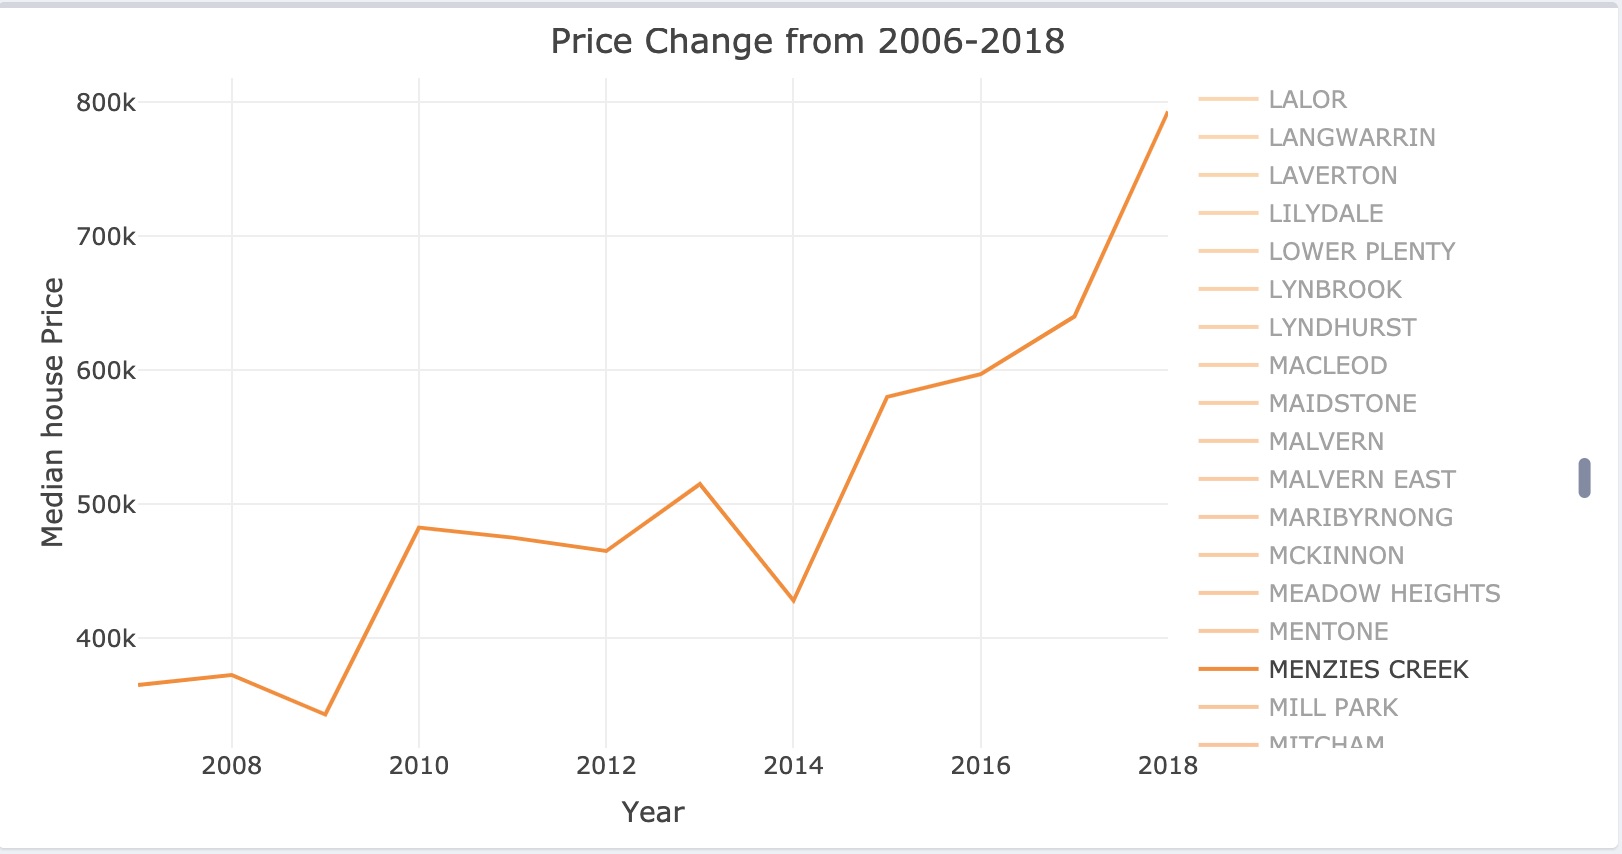 Price Change from 2006-2018
800k
700k
600k
500k
400k
Median house Price
2008 2010 2012 2014 2016 2018
Year
LALOR
LANGWARRIN
LAVERTON
LILYDALE
LOWER PLENTY
LYNBROOK
LYNDHURST
MACLEOD
MAIDSTONE
MALVERN
MALVERN EAST
MARIBYRNONG
MCKINNON
MEADOW HEIGHTS
MENTONE
MENZIES CREEK
MILL PARK
MITCHAM